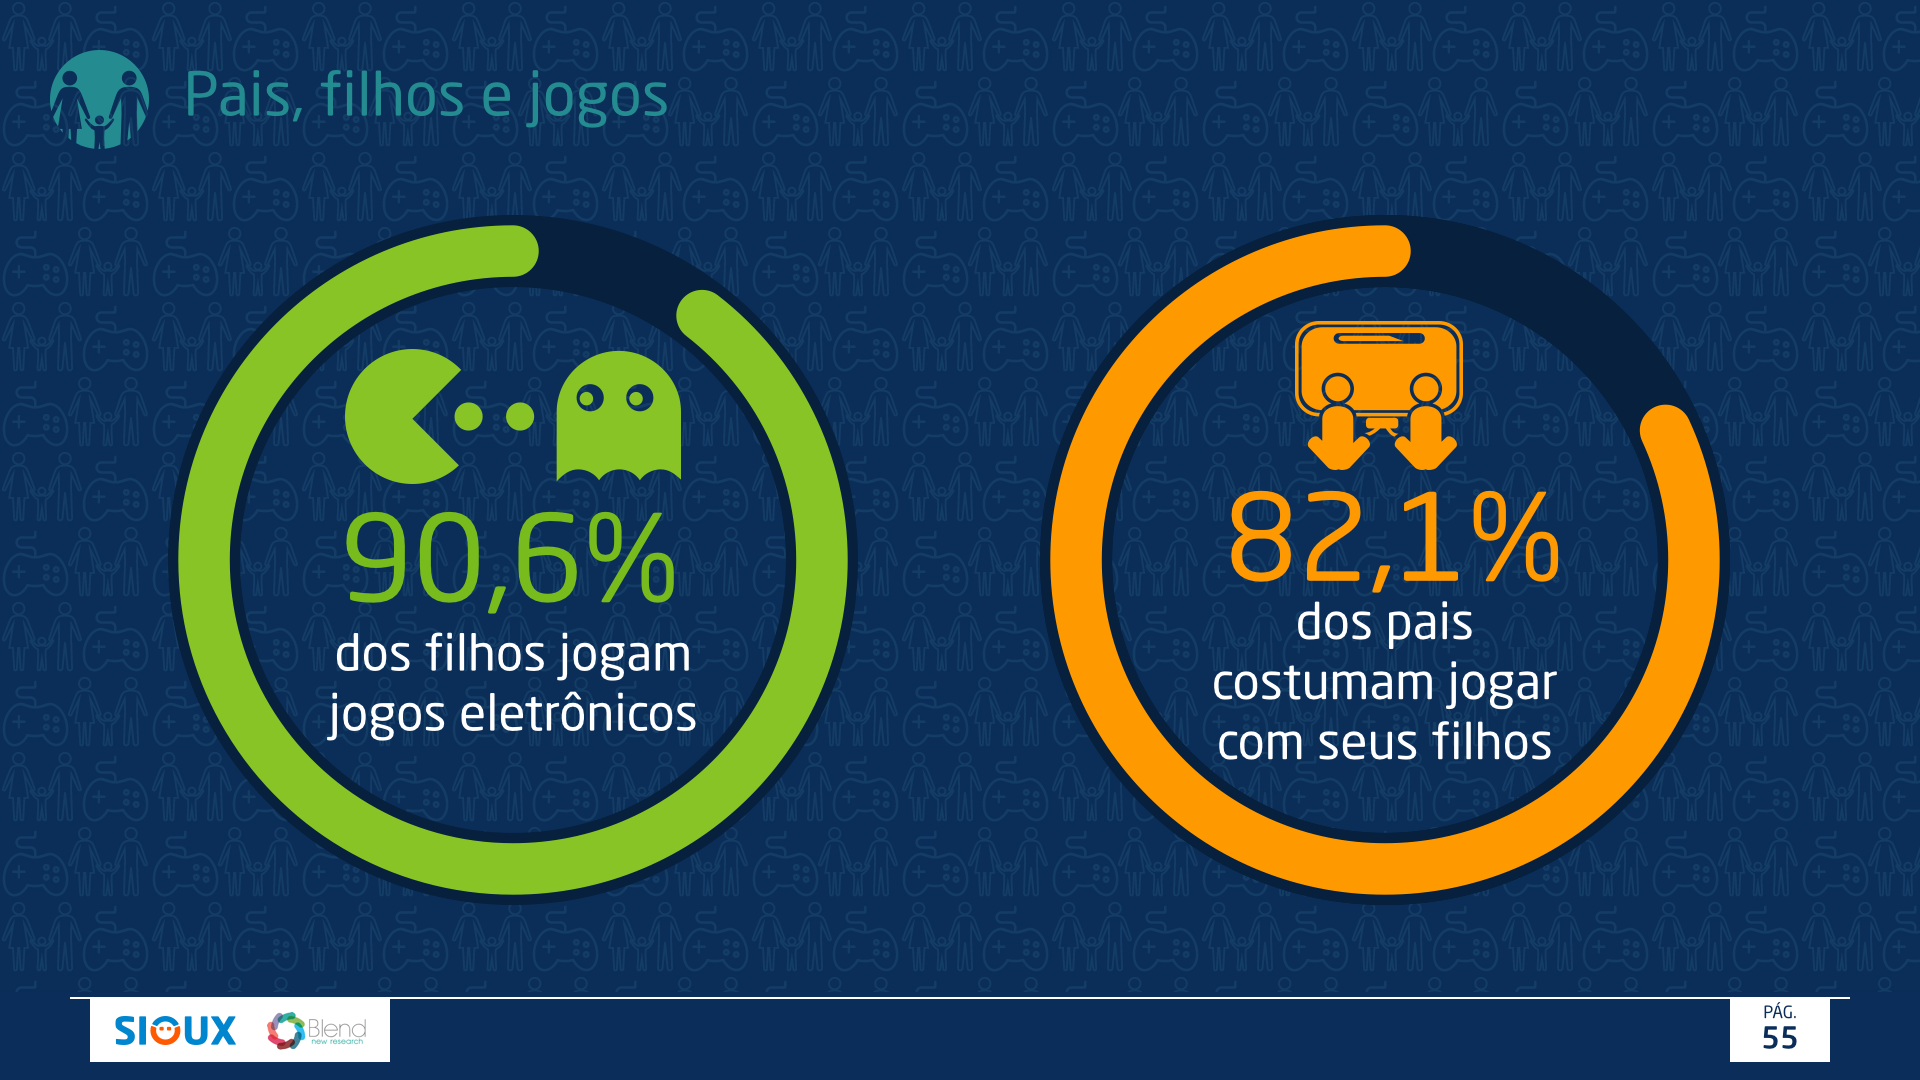 Pais, filhos e jogos
90,6%
dos filhos jogam
jogos eletrônicos
82,1%
dos pais
costumam jogar
com seus filhos
SIOUX
Blend
new research
PÁG.
55